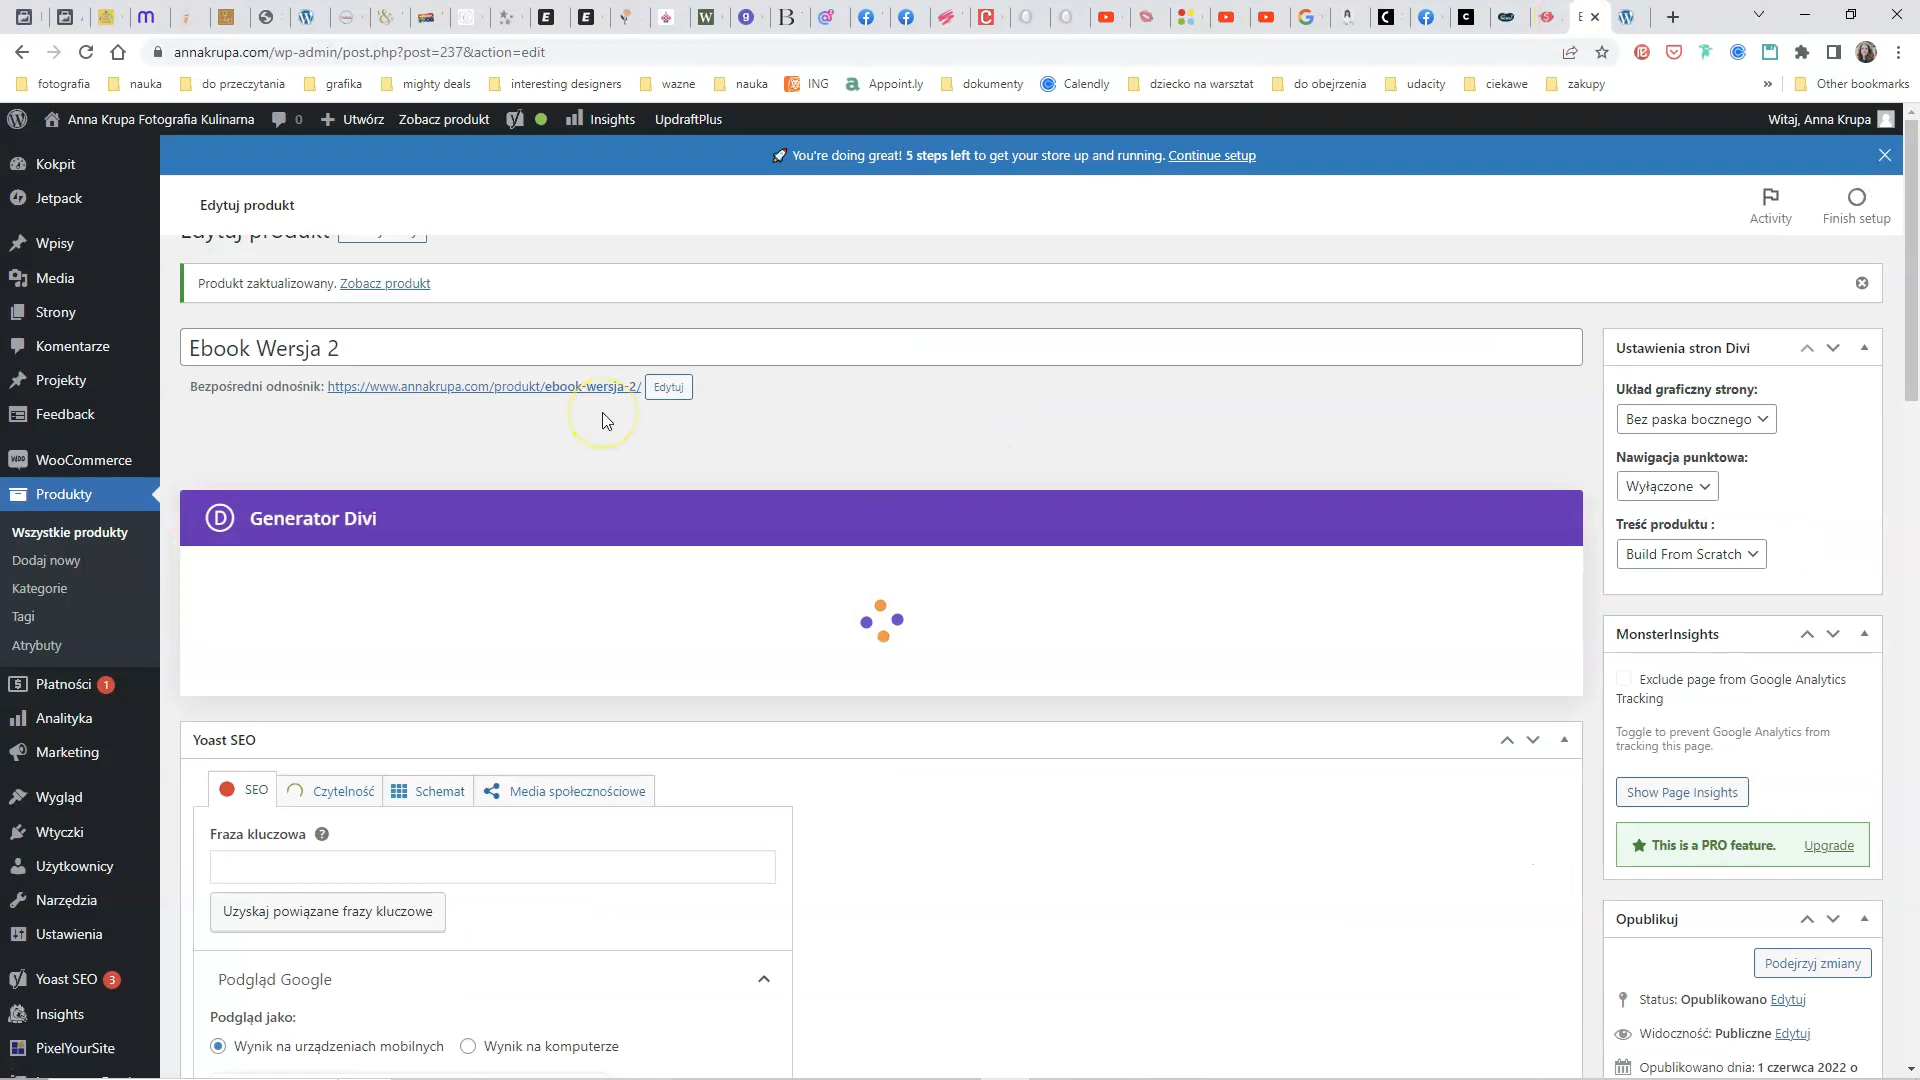 annakrupa.com/wp-admin/post.php?post=237&action=edit
fotografia
nauka
do przeczytania
grafika
mighty deals
interesting designers
wazne
nauka
ING
Appoint.ly
dokumenty
Calendly
dziecko na warsztat
do obejrzenia
udacity
ciekawe
zakupy
»
Other bookmarks
Anna Krupa Fotografia Kulinarna
0
Utwórz
Zobacz produkt
Insights
UpdraftPlus
Witaj, Anna Krupa
Kokpit
Jetpack
Wpisy
Media
Strony
Komentarze
Projekty
Feedback
WooCommerce
Produkty
Wszystkie produkty
Dodaj nowy
Kategorie
Tagi
Atrybuty
Płatności 1
Analityka
Marketing
Wygląd
Wtyczki
Użytkownicy
Narzędzia
Ustawienia
Yoast SEO 3
Insights
PixelYourSite
You're doing great! 5 steps left to get your store up and running. Continue setup
Edytuj produkt
Activity
Finish setup
Edytuj produkt
Produkt zaktualizowany. Zobacz produkt
Ebook Wersja 2
Bezpośredni odnośnik: https://www.annakrupa.com/produkt/ebook-wersja-2/ Edytuj
Generator Divi
Yoast SEO
SEO
Czytelność
Schemat
Media społecznościowe
Fraza kluczowa
Uzyskaj powiązane frazy kluczowe
Podgląd Google
Podgląd jako:
Wynik na urządzeniach mobilnych
Wynik na komputerze
Ustawienia stron Divi
Układ graficzny strony:
Bez paska bocznego
Nawigacja punktowa:
Wyłączone
Treść produktu :
Build From Scratch
MonsterInsights
Exclude page from Google Analytics
Tracking
Toggle to prevent Google Analytics from
tracking this page.
Show Page Insights
This is a PRO feature. Upgrade
Opublikuj
Podejrzyj zmiany
Status: Opublikowano Edytuj
Widoczność: Publiczne Edytuj
Opublikowano dnia: 1 czerwca 2022 o